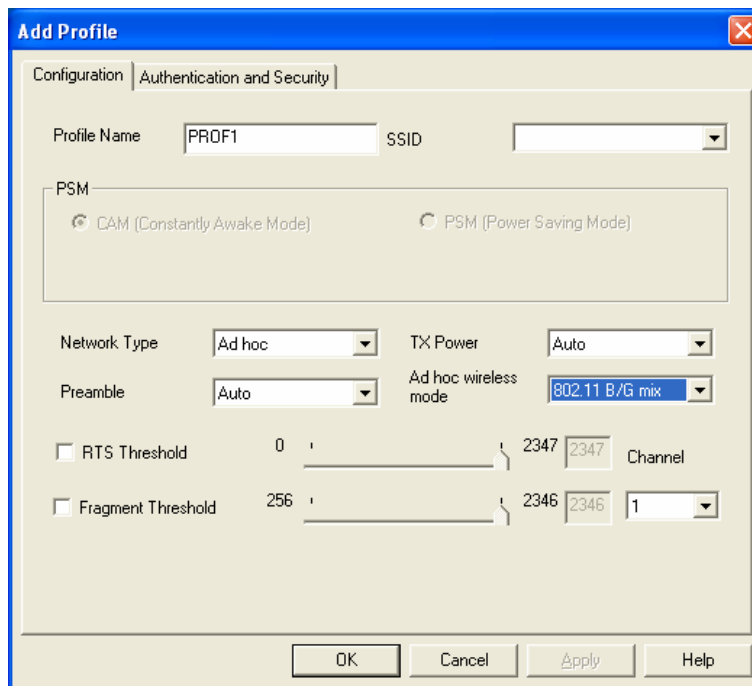 Add Profile
Configuration Authentication and Security
Profile Name PROF1 SSID
PSM
CAM (Constantly Awake Mode) PSM (Power Saving Mode)
Network Type Ad hoc TX Power Auto
Preamble Auto Ad hoc wireless mode 802.11 B/G mix
RTS Threshold 0 2347 2347 Channel
Fragment Threshold 256 2346 2346 1
OK Cancel Apply Help